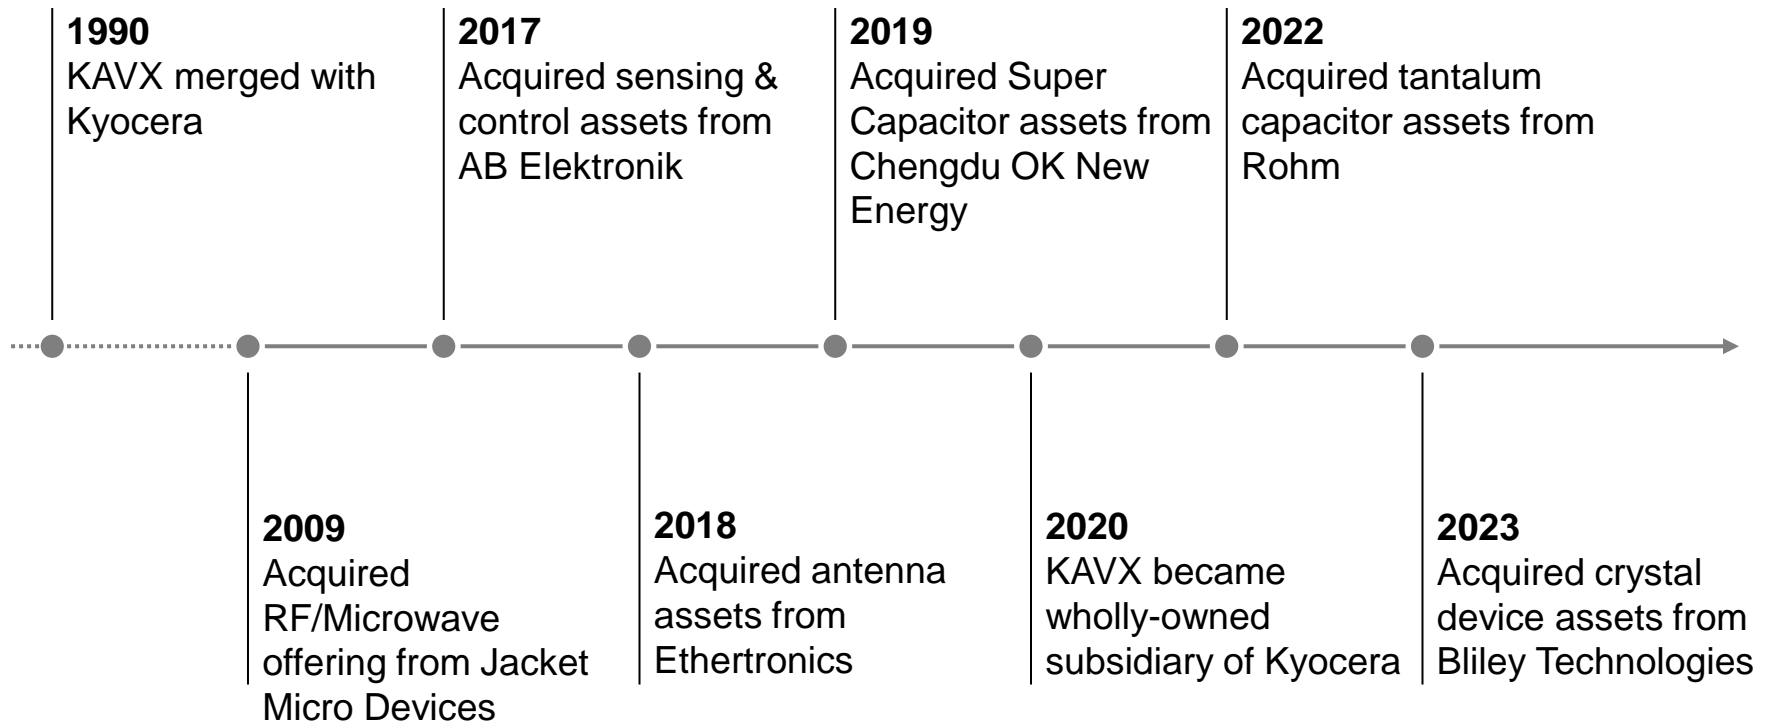 1990
KAVX merged with
Kyocera
2017
Acquired sensing &
control assets from
AB Elektronik
2019
Acquired Super
Capacitor assets from
Chengdu OK New
Energy
2022
Acquired tantalum
capacitor assets from
Rohm
2009
Acquired
RF/Microwave
offering from Jacket
Micro Devices
2018
Acquired antenna
assets from
Ethertronics
2020
KAVX became
wholly-owned
subsidiary of Kyocera
2023
Acquired crystal
device assets from
Bliley Technologies